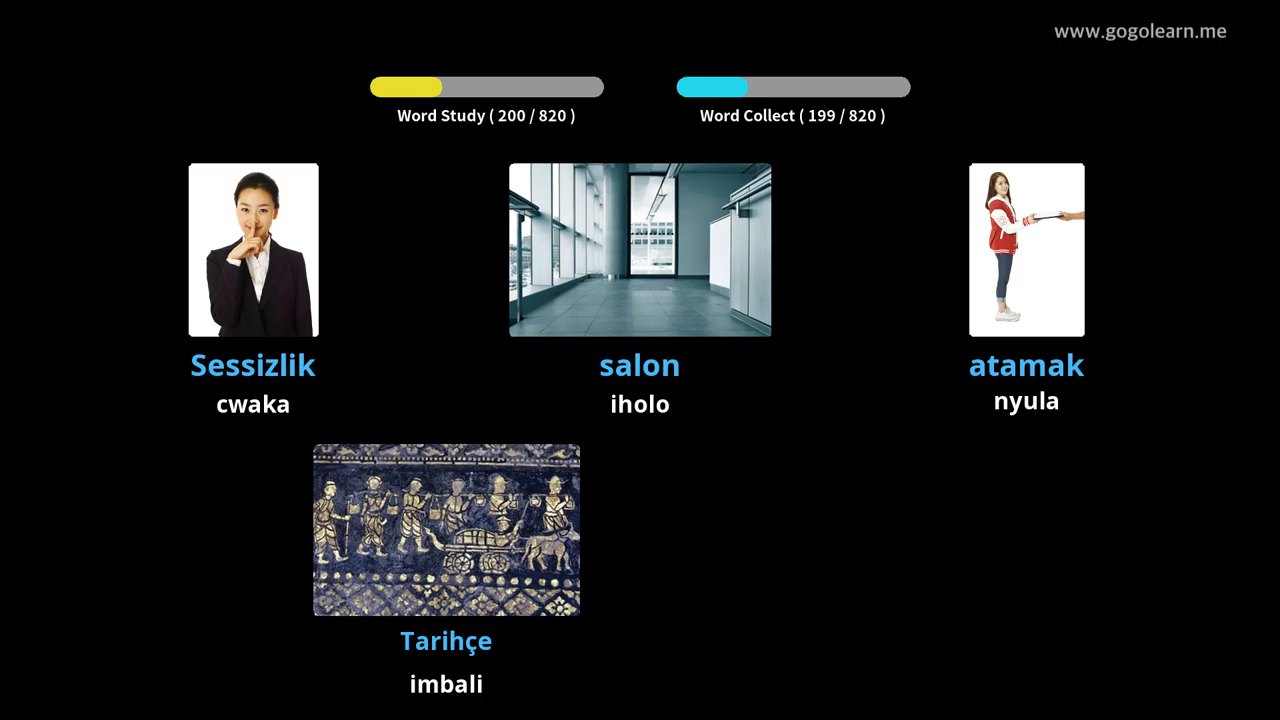 www.gogolearn.me
Word Study ( 200 / 820 )
Word Collect ( 199 / 820 )
Sessizlik
cwaka
salon
iholo
atamak
nyula
Tarihçe
imbali